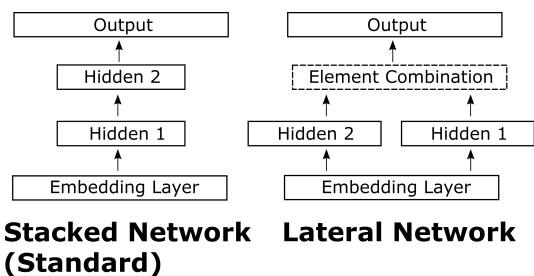 Output
Hidden 2
Hidden 1
Embedding Layer
Stacked Network
(Standard)
Output
Element Combination
Hidden 2 Hidden 1
Embedding Layer
Lateral Network